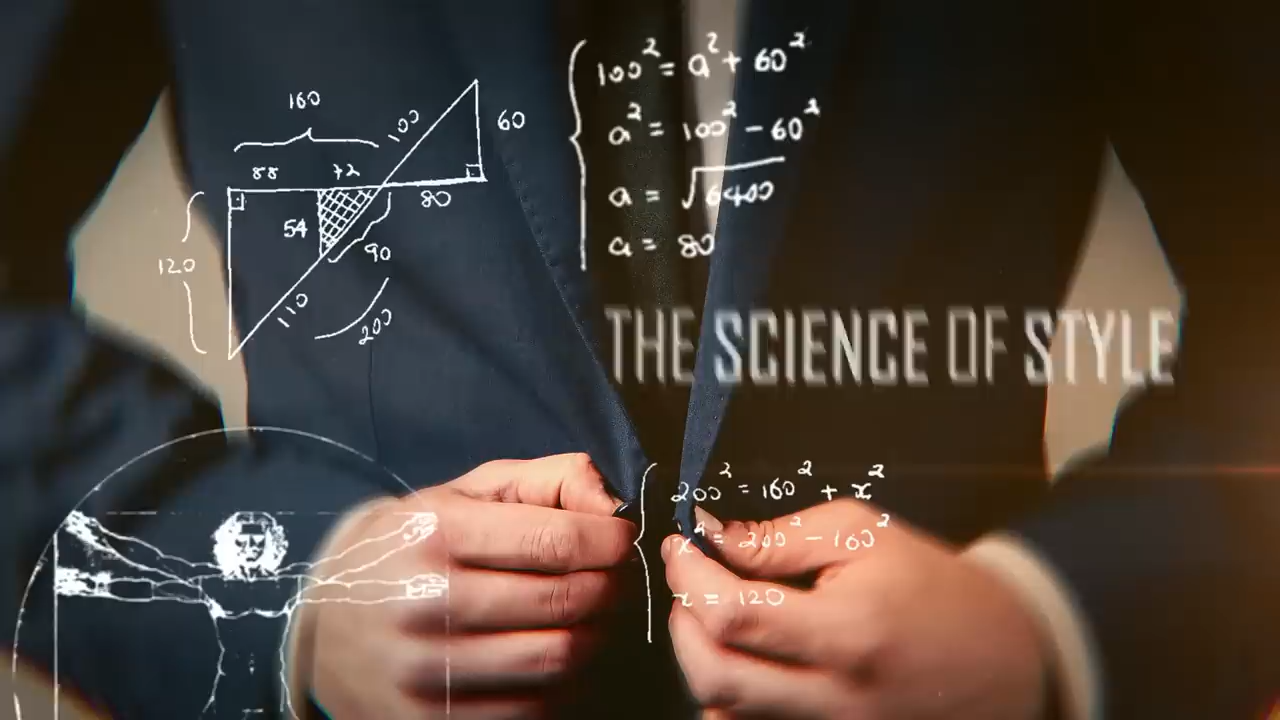 160
100
60
88
72
80
54
90
120
110
200
100² = a² + 60²
a² = 100² - 60²
a = √6400
a = 80
THE SCIENCE OF STYLE
200² = 160² + x²
x² = 200² - 160²
x = 120